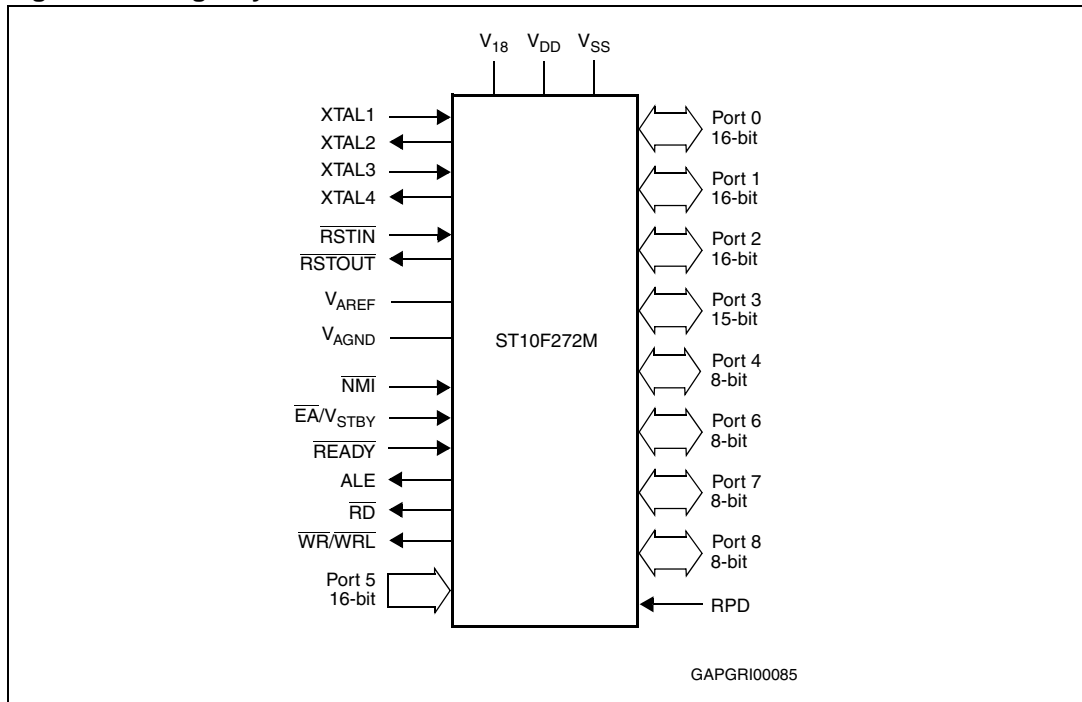 V18 VDD VSS
XTAL1
XTAL2
XTAL3
XTAL4
RSTIN
RSTOUT
VAREF
VAGND
NMI
EA/VSTBY
READY
ALE
RD
WR/WRL
Port 5
16-bit
ST10F272M
Port 0
16-bit
Port 1
16-bit
Port 2
16-bit
Port 3
15-bit
Port 4
8-bit
Port 6
8-bit
Port 7
8-bit
Port 8
8-bit
RPD
GAPGRI00085